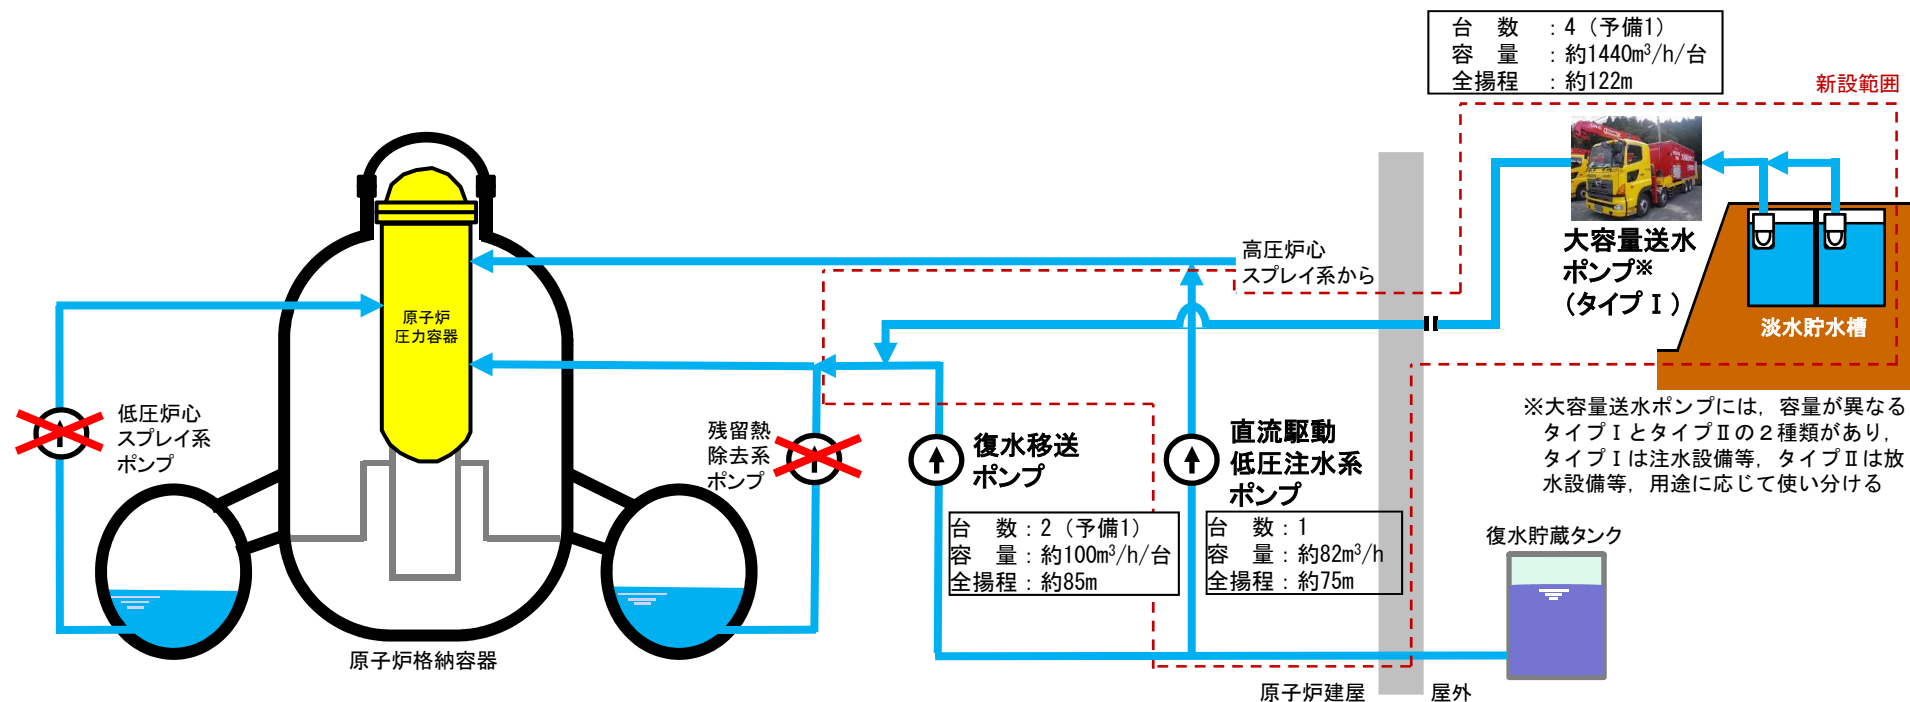 台　数　：4（予備1）
容　量　：約1440m³/h/台
全揚程　：約122m
新設範囲
大容量送水
ポンプ※
（タイプⅠ）
淡水貯水槽
高圧炉心
スプレイ系から
原子炉
圧力容器
低圧炉心
スプレイ系
ポンプ
残留熱
除去系
ポンプ
復水移送
ポンプ
直流駆動
低圧注水系
ポンプ
※大容量送水ポンプには，容量が異なる
タイプⅠとタイプⅡの２種類があり，
タイプⅠは注水設備等，タイプⅡは放
水設備等，用途に応じて使い分ける
台　数：2（予備1）
容　量：約100m³/h/台
全揚程：約85m
台　数：1
容　量：約82m³/h
全揚程：約75m
復水貯蔵タンク
原子炉格納容器
原子炉建屋
屋外